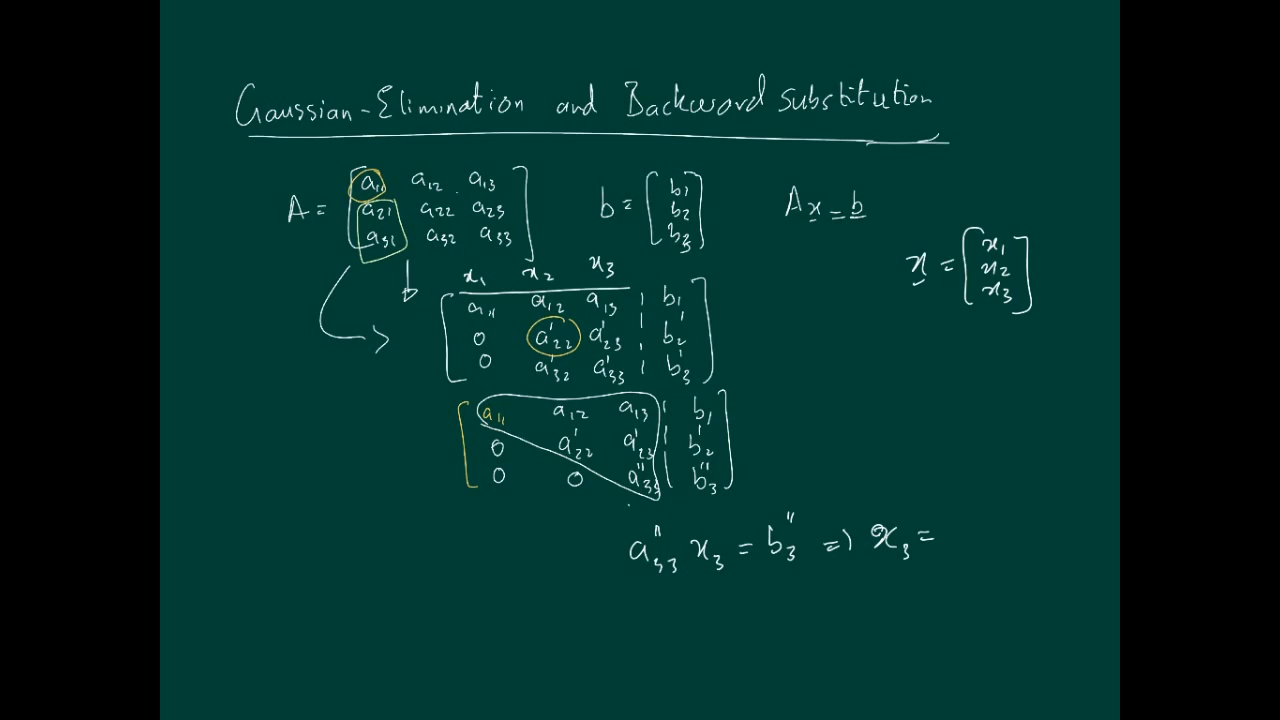 Gaussian-Elimination and Backward substitution
A = [a11 a12 a13
a21 a22 a23
a31 a32 a33]
b = [b1
b2
b3]
Ax = b
x = [x1
x2
x3]
x1 x2 x3
[a11 a12 a13 | b1
0 a'22 a'23 | b'2
0 a'32 a'33 | b'3]
[a11 a12 a13 | b1
0 a'22 a'23 | b'2
0 0 a"33 | b"3]
a"33 x3 = b"3 => x3 =